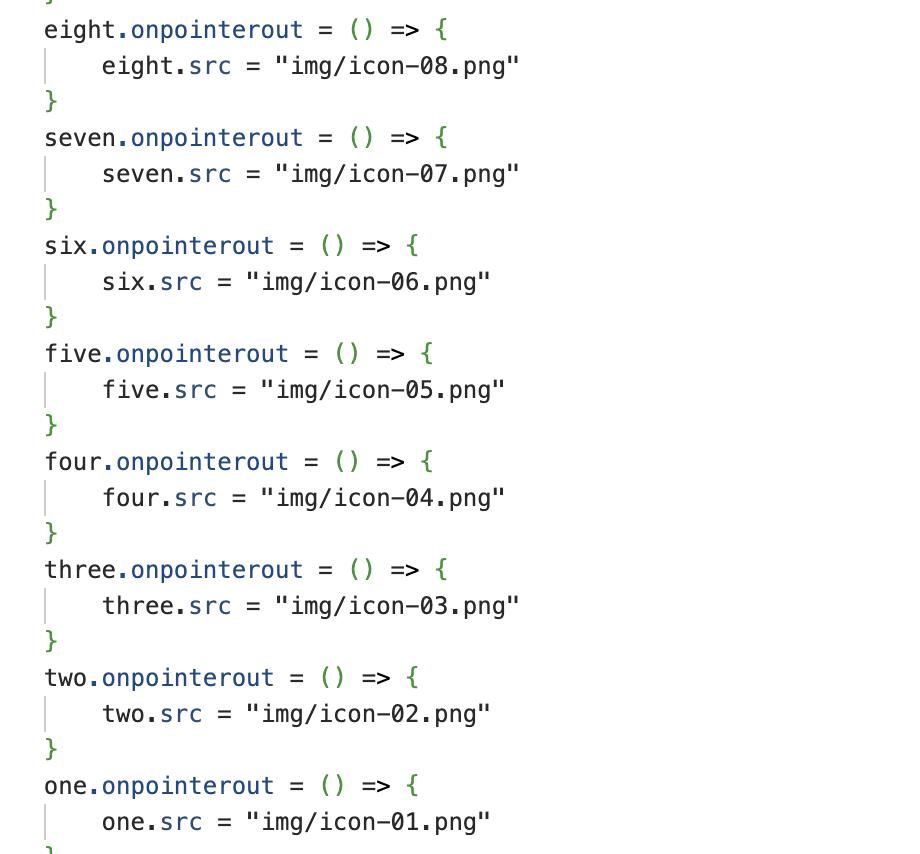 }
eight.onpointerout = () => {
    eight.src = "img/icon-08.png"
}
seven.onpointerout = () => {
    seven.src = "img/icon-07.png"
}
six.onpointerout = () => {
    six.src = "img/icon-06.png"
}
five.onpointerout = () => {
    five.src = "img/icon-05.png"
}
four.onpointerout = () => {
    four.src = "img/icon-04.png"
}
three.onpointerout = () => {
    three.src = "img/icon-03.png"
}
two.onpointerout = () => {
    two.src = "img/icon-02.png"
}
one.onpointerout = () => {
    one.src = "img/icon-01.png"
}